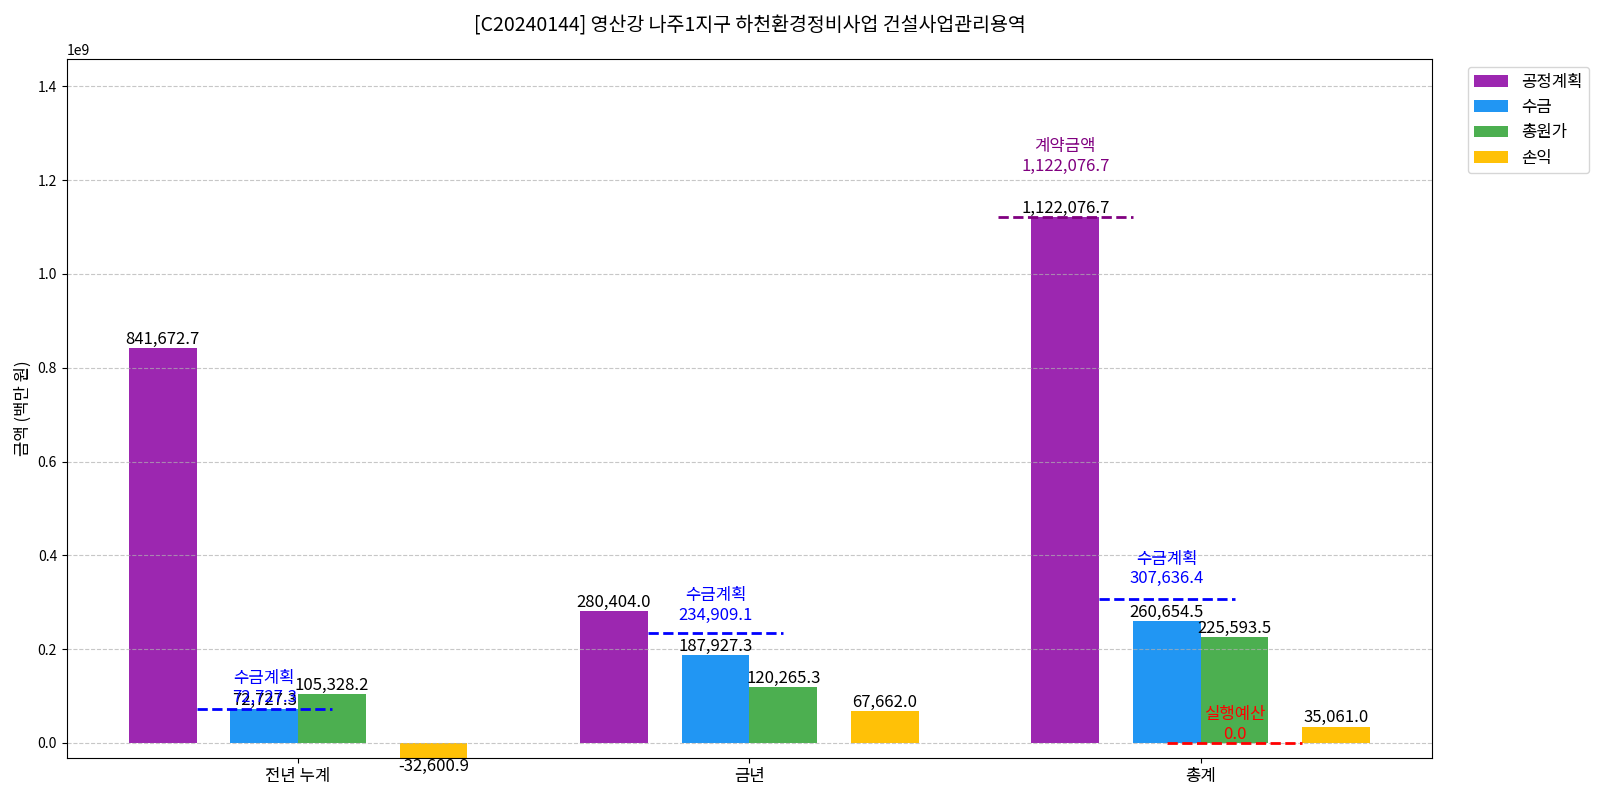 [C20240144] 영산강 나주1지구 하천환경정비사업 건설사업관리용역
1e9
1.4
1.2
1.0
0.8
0.6
0.4
0.2
0.0
금액 (백만 원)
841,672.7
수금계획
72,727.3
72,727.3
105,328.2
-32,600.9
280,404.0
수금계획
234,909.1
187,927.3
120,265.3
67,662.0
계약금액
1,122,076.7
1,122,076.7
수금계획
307,636.4
260,654.5
225,593.5
실행예산
0.0
35,061.0
전년 누계
금년
총계
공정계획
수금
총원가
손익